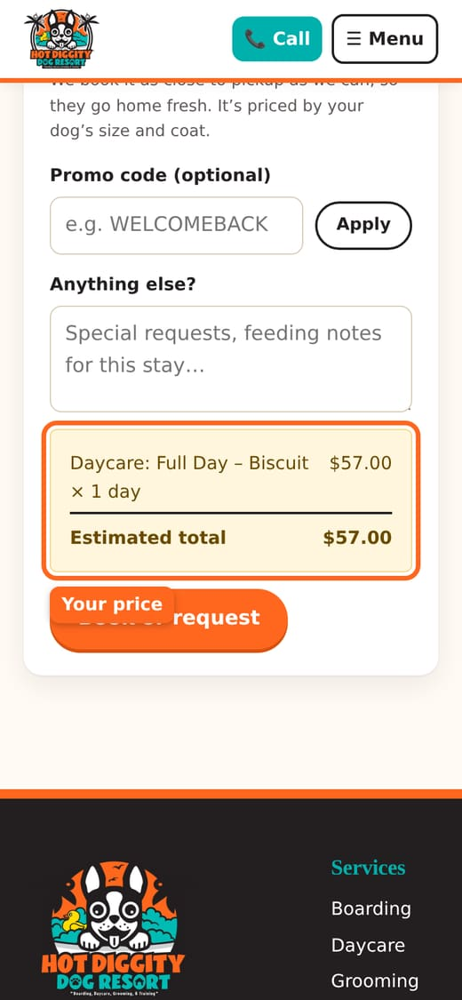 HOT DIGGITY
DOG RESORT
📞 Call
☰ Menu
We book it as close to pickup as we can, so
they go home fresh. It’s priced by your
dog’s size and coat.
Promo code (optional)
e.g. WELCOMEBACK
Apply
Anything else?
Special requests, feeding notes
for this stay…
Daycare: Full Day – Biscuit $57.00
× 1 day
Estimated total $57.00
Your price
request
Services
Boarding
Daycare
Grooming
HOT DIGGITY
DOG RESORT
"Boarding, Daycare, Grooming, & Training"